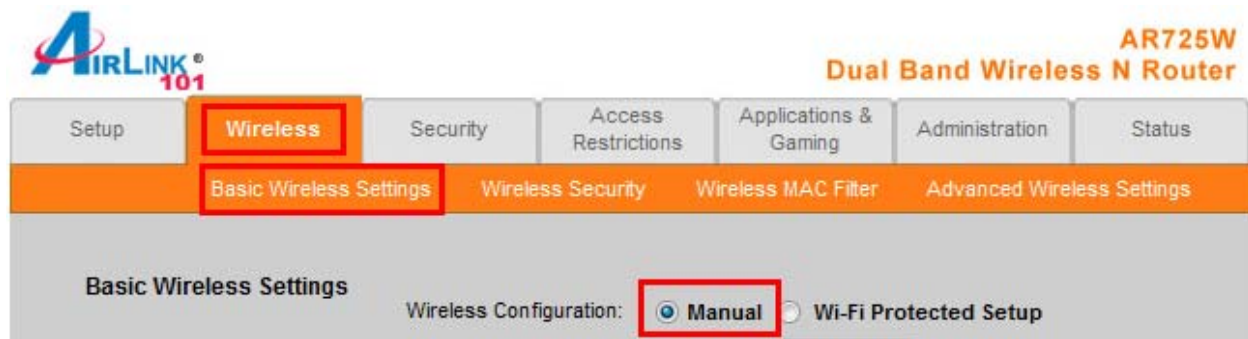 AIRLINK®
101
AR725W
Dual Band Wireless N Router
Setup
Wireless
Security
Access
Restrictions
Applications &
Gaming
Administration
Status
Basic Wireless Settings
Wireless Security
Wireless MAC Filter
Advanced Wireless Settings
Basic Wireless Settings
Wireless Configuration:
Manual
Wi-Fi Protected Setup